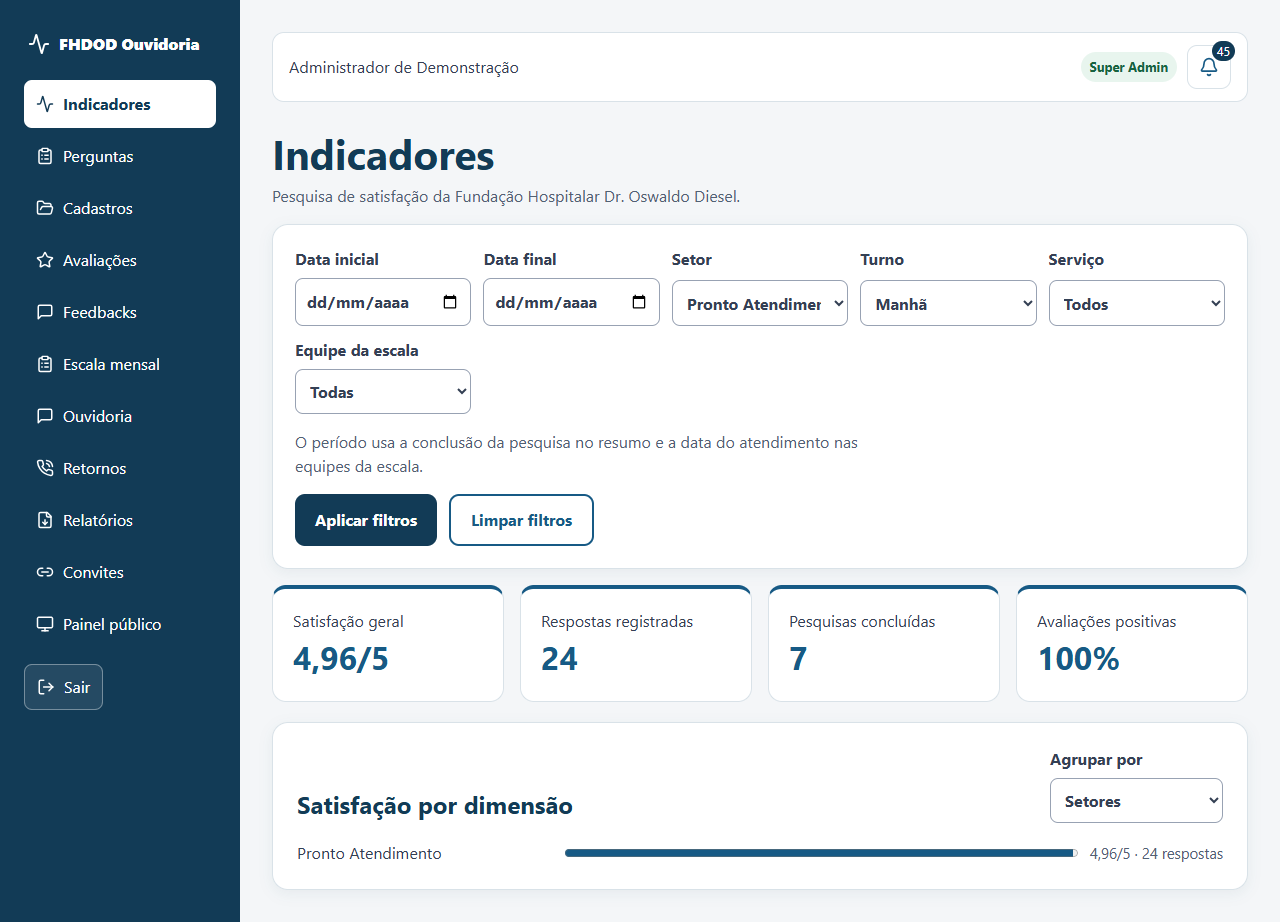 FHDOD Ouvidoria
Indicadores
Perguntas
Cadastros
Avaliações
Feedbacks
Escala mensal
Ouvidoria
Retornos
Relatórios
Convites
Painel público
Sair
Administrador de Demonstração
Super Admin
45
Indicadores
Pesquisa de satisfação da Fundação Hospitalar Dr. Oswaldo Diesel.
Data inicial
dd/mm/aaaa
Data final
dd/mm/aaaa
Setor
Pronto Atendimen
Turno
Manhã
Serviço
Todos
Equipe da escala
Todas
O período usa a conclusão da pesquisa no resumo e a data do atendimento nas
equipes da escala.
Aplicar filtros
Limpar filtros
Satisfação geral
4,96/5
Respostas registradas
24
Pesquisas concluídas
7
Avaliações positivas
100%
Agrupar por
Setores
Satisfação por dimensão
Pronto Atendimento
4,96/5 · 24 respostas